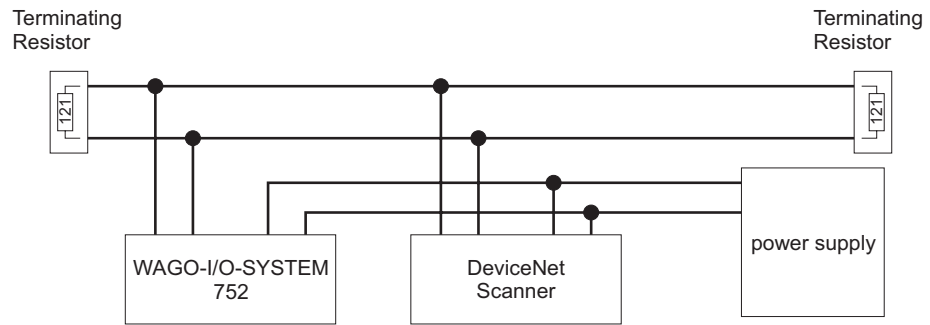 Terminating
Resistor
Terminating
Resistor
121
121
WAGO-I/O-SYSTEM
752
DeviceNet
Scanner
power supply